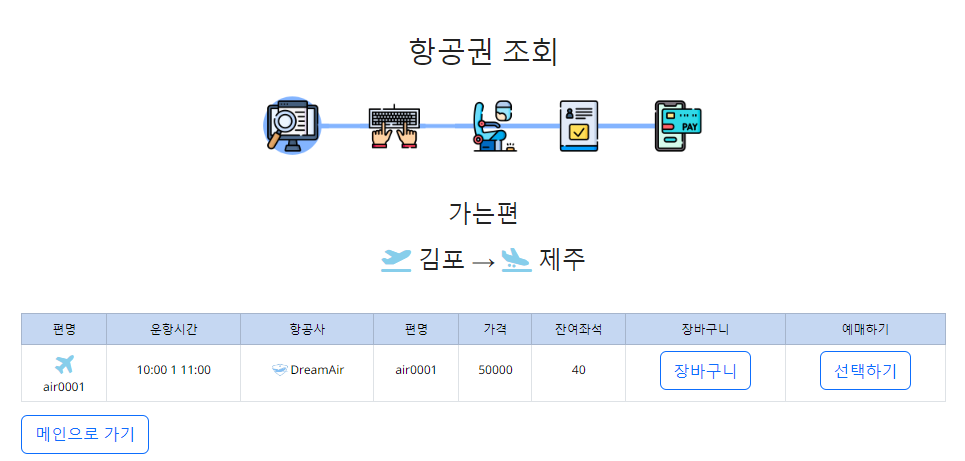 항공권 조회
PAY
가는편
김포 → 제주
편명 운항시간 항공사 편명 가격 잔여좌석 장바구니 예매하기
air0001 10:00 1 11:00 DreamAir air0001 50000 40 장바구니 선택하기
메인으로 가기